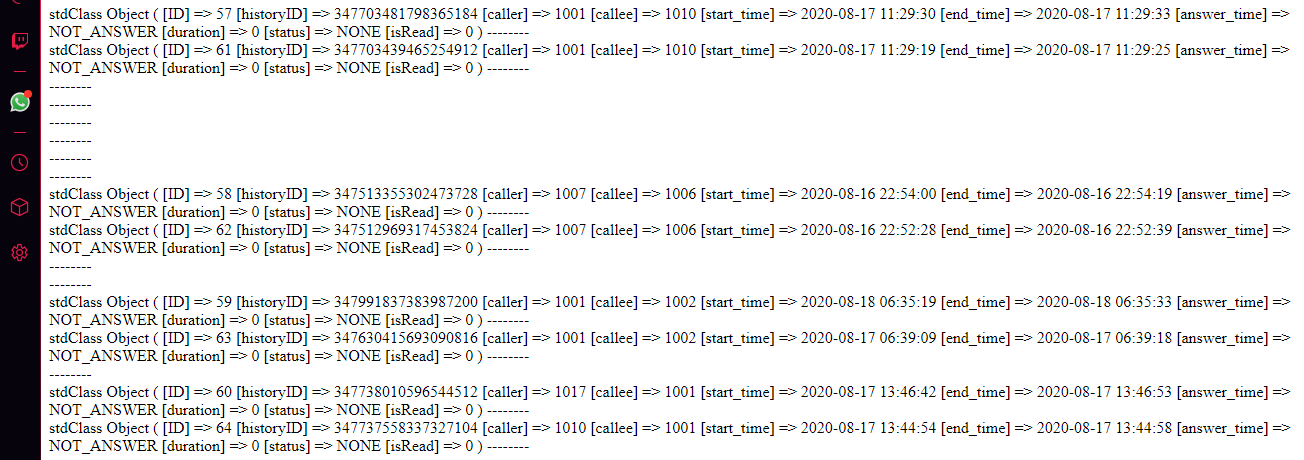 stdClass Object ( [ID] => 57 [historyID] => 347703481798365184 [caller] => 1001 [callee] => 1010 [start_time] => 2020-08-17 11:29:30 [end_time] => 2020-08-17 11:29:33 [answer_time] =>
NOT_ANSWER [duration] => 0 [status] => NONE [isRead] => 0 ) --------
stdClass Object ( [ID] => 61 [historyID] => 347703439465254912 [caller] => 1001 [callee] => 1010 [start_time] => 2020-08-17 11:29:19 [end_time] => 2020-08-17 11:29:25 [answer_time] =>
NOT_ANSWER [duration] => 0 [status] => NONE [isRead] => 0 ) --------
--------
--------
--------
--------
--------
--------
stdClass Object ( [ID] => 58 [historyID] => 347513355302473728 [caller] => 1007 [callee] => 1006 [start_time] => 2020-08-16 22:54:00 [end_time] => 2020-08-16 22:54:19 [answer_time] =>
NOT_ANSWER [duration] => 0 [status] => NONE [isRead] => 0 ) --------
stdClass Object ( [ID] => 62 [historyID] => 347512969317453824 [caller] => 1007 [callee] => 1006 [start_time] => 2020-08-16 22:52:28 [end_time] => 2020-08-16 22:52:39 [answer_time] =>
NOT_ANSWER [duration] => 0 [status] => NONE [isRead] => 0 ) --------
--------
--------
stdClass Object ( [ID] => 59 [historyID] => 347991837383987200 [caller] => 1001 [callee] => 1002 [start_time] => 2020-08-18 06:35:19 [end_time] => 2020-08-18 06:35:33 [answer_time] =>
NOT_ANSWER [duration] => 0 [status] => NONE [isRead] => 0 ) --------
stdClass Object ( [ID] => 63 [historyID] => 347630415693090816 [caller] => 1001 [callee] => 1002 [start_time] => 2020-08-17 06:39:09 [end_time] => 2020-08-17 06:39:18 [answer_time] =>
NOT_ANSWER [duration] => 0 [status] => NONE [isRead] => 0 ) --------
--------
stdClass Object ( [ID] => 60 [historyID] => 347738010596544512 [caller] => 1017 [callee] => 1001 [start_time] => 2020-08-17 13:46:42 [end_time] => 2020-08-17 13:46:53 [answer_time] =>
NOT_ANSWER [duration] => 0 [status] => NONE [isRead] => 0 ) --------
stdClass Object ( [ID] => 64 [historyID] => 347737558337327104 [caller] => 1010 [callee] => 1001 [start_time] => 2020-08-17 13:44:54 [end_time] => 2020-08-17 13:44:58 [answer_time] =>
NOT_ANSWER [duration] => 0 [status] => NONE [isRead] => 0 ) --------